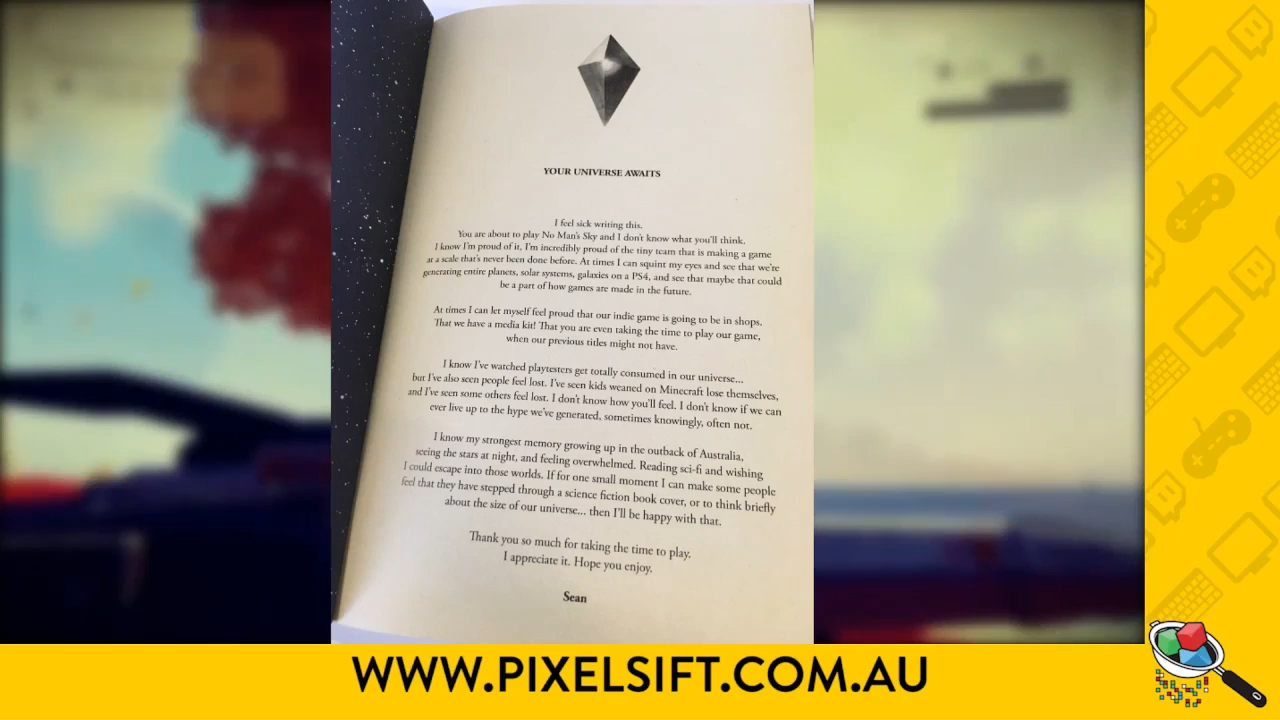 YOUR UNIVERSE AWAITS
I feel sick writing this.
You are about to play No Man's Sky and I don't know what you'll think.
I know I'm proud of it, I'm incredibly proud of the tiny team that is making a game
at a scale that's never been done before. At times I can squint my eyes and see that we're
generating entire planets, solar systems, galaxies on a PS4, and see that maybe that could
be a part of how games are made in the future.
At times I can let myself feel proud that our indie game is going to be in shops.
That we have a media kit! That you are even taking the time to play our game,
when our previous titles might not have.
I know I've watched playtesters get totally consumed in our universe...
but I've also seen people feel lost. I've seen kids weaned on Minecraft lose themselves,
and I've seen some others feel lost. I don't know how you'll feel. I don't know if we can
ever live up to the hype we've generated, sometimes knowingly, often not.
I know my strongest memory growing up in the outback of Australia,
seeing the stars at night, and feeling overwhelmed. Reading sci-fi and wishing
I could escape into those worlds. If for one small moment I can make some people
feel that they have stepped through a science fiction book cover, or to think briefly
about the size of our universe... then I'll be happy with that.
Thank you so much for taking the time to play.
I appreciate it. Hope you enjoy.
Sean
WWW.PIXELSIFT.COM.AU